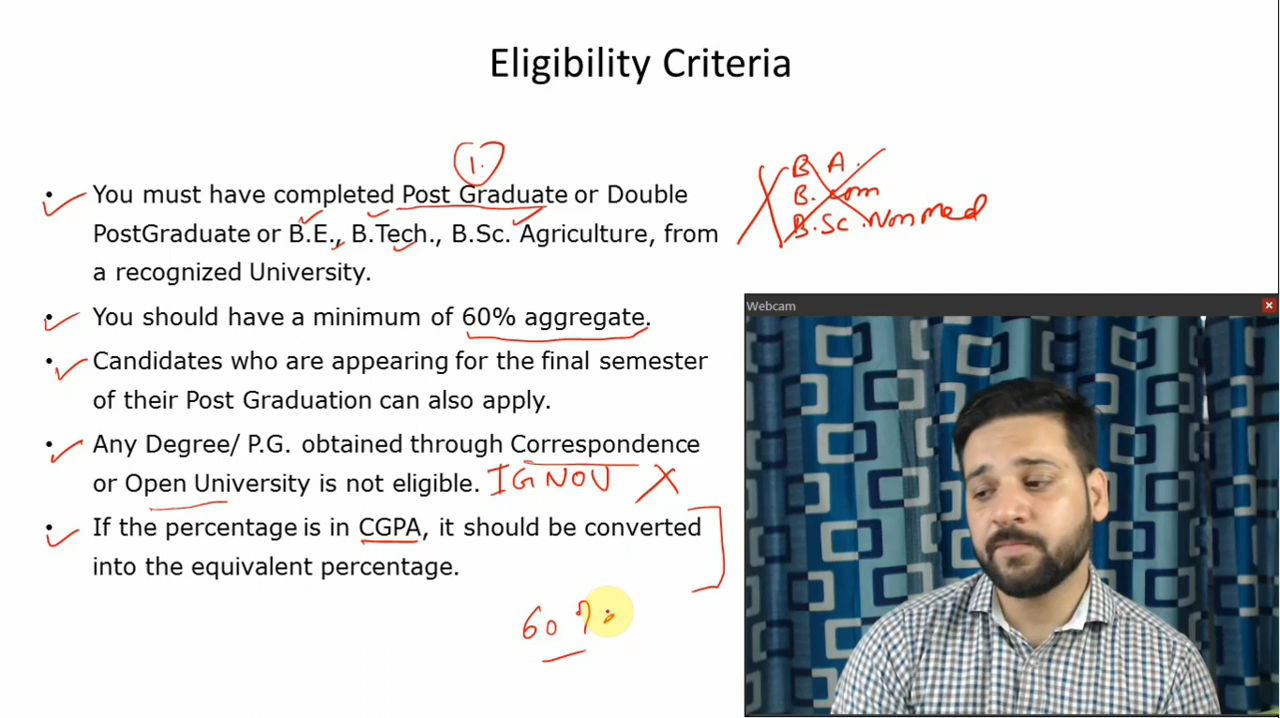 Eligibility Criteria
1.
• You must have completed Post Graduate or Double
PostGraduate or B.E., B.Tech., B.Sc. Agriculture, from
a recognized University.
B A.
B. Com
B.Sc. Non med
• You should have a minimum of 60% aggregate.
Webcam
• Candidates who are appearing for the final semester
of their Post Graduation can also apply.
• Any Degree/ P.G. obtained through Correspondence
or Open University is not eligible. IGNOU X
• If the percentage is in CGPA, it should be converted
into the equivalent percentage.
60 %